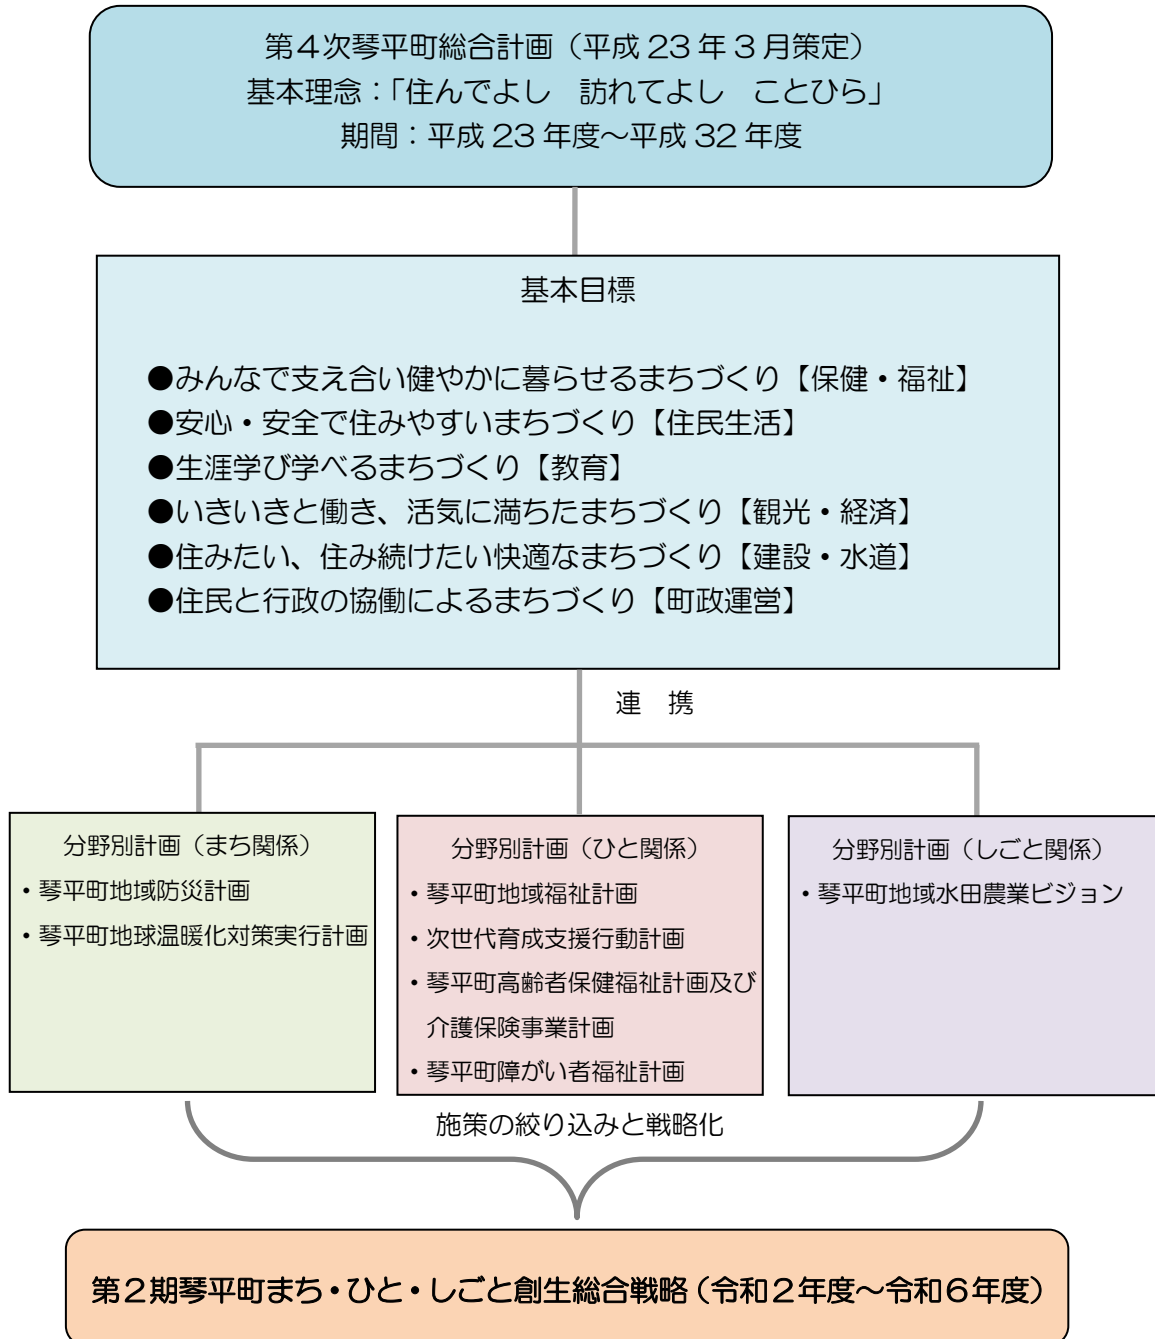 第4次琴平町総合計画（平成 23 年 3 月策定）
基本理念：「住んでよし　訪れてよし　ことひら」
期間：平成 23 年度～平成 32 年度
基本目標
●みんなで支え合い健やかに暮らせるまちづくり【保健・福祉】
●安心・安全で住みやすいまちづくり【住民生活】
●生涯学び学べるまちづくり【教育】
●いきいきと働き、活気に満ちたまちづくり【観光・経済】
●住みたい、住み続けたい快適なまちづくり【建設・水道】
●住民と行政の協働によるまちづくり【町政運営】
連　携
分野別計画（まち関係）
・琴平町地域防災計画
・琴平町地球温暖化対策実行計画
分野別計画（ひと関係）
・琴平町地域福祉計画
・次世代育成支援行動計画
・琴平町高齢者保健福祉計画及び
介護保険事業計画
・琴平町障がい者福祉計画
分野別計画（しごと関係）
・琴平町地域水田農業ビジョン
施策の絞り込みと戦略化
第２期琴平町まち・ひと・しごと創生総合戦略（令和２年度～令和６年度）